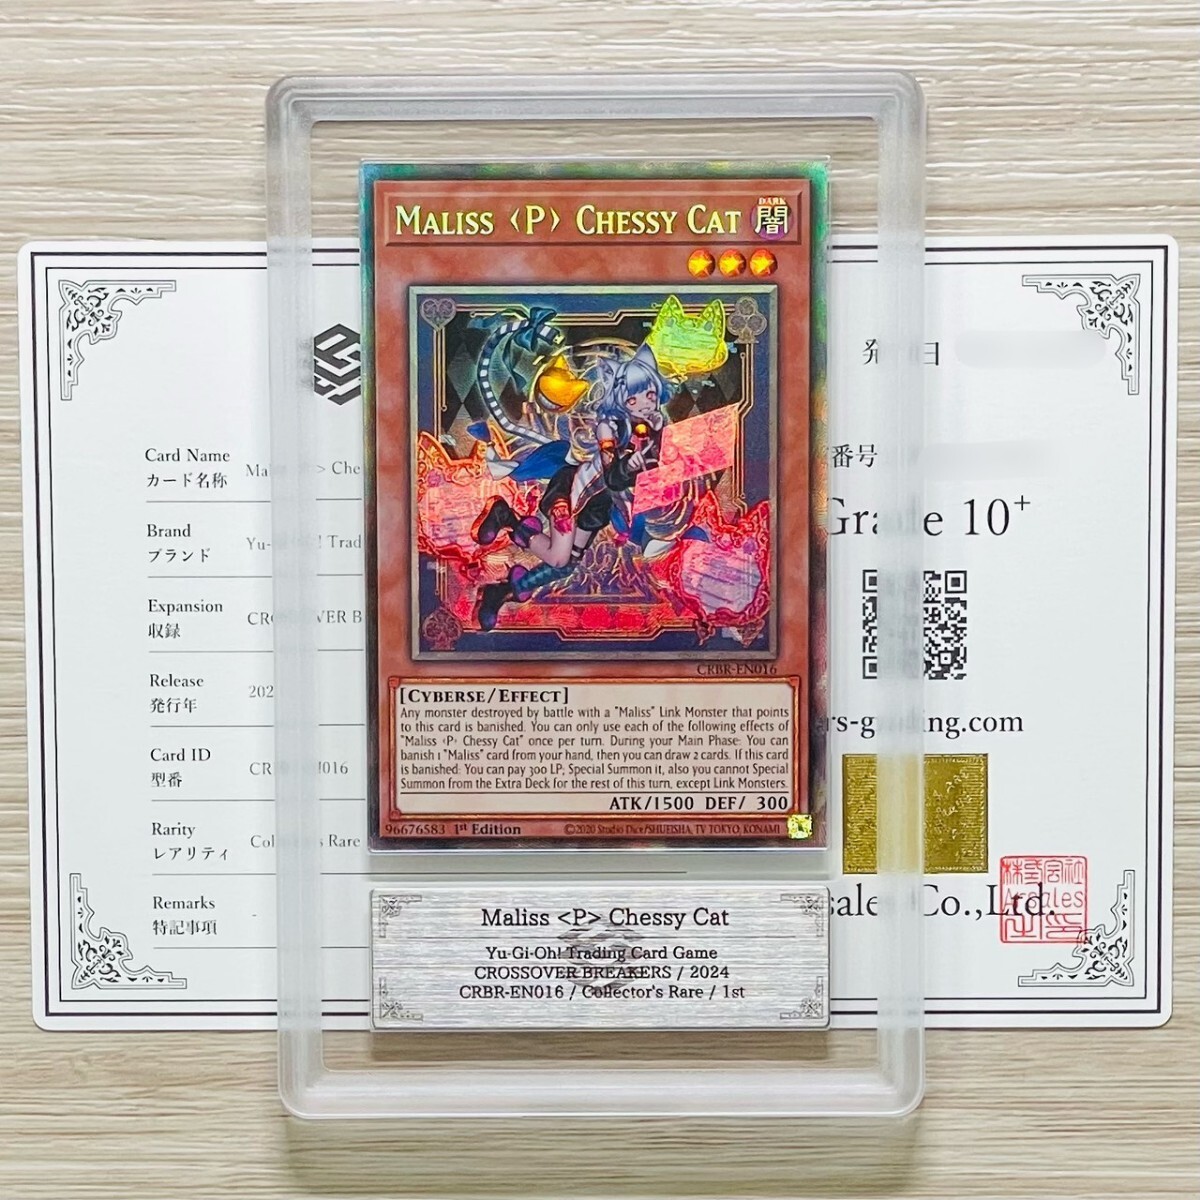 MALISS <P> CHESSY CAT
DARK
闇
CRBR-EN016
[CYBERSE/EFFECT]
Any monster destroyed by battle with a "Maliss" Link Monster that points
to this card is banished. You can only use each of the following effects of
"Maliss <P> Chessy Cat" once per turn. During your Main Phase: You can
banish 1 "Maliss" card from your hand, then you can draw 2 cards. If this card
is banished: You can pay 300 LP; Special Summon it, also you cannot Special
Summon from the Extra Deck for the rest of this turn, except Link Monsters.
ATK/1500 DEF/ 300
96676583 1st Edition ©2020 Studio Dice/SHUEISHA, TV TOKYO, KONAMI
Maliss <P> Chessy Cat
Yu-Gi-Oh! Trading Card Game
CROSSOVER BREAKERS / 2024
CRBR-EN016 / Collector's Rare / 1st
Card Name
カード名称
Brand
ブランド
Expansion
収録
Release
発行年
Card ID
型番
Rarity
レアリティ
Rare
Remarks
特記事項
-
番号
Grade 10+
Co.,Ltd.
株式会社